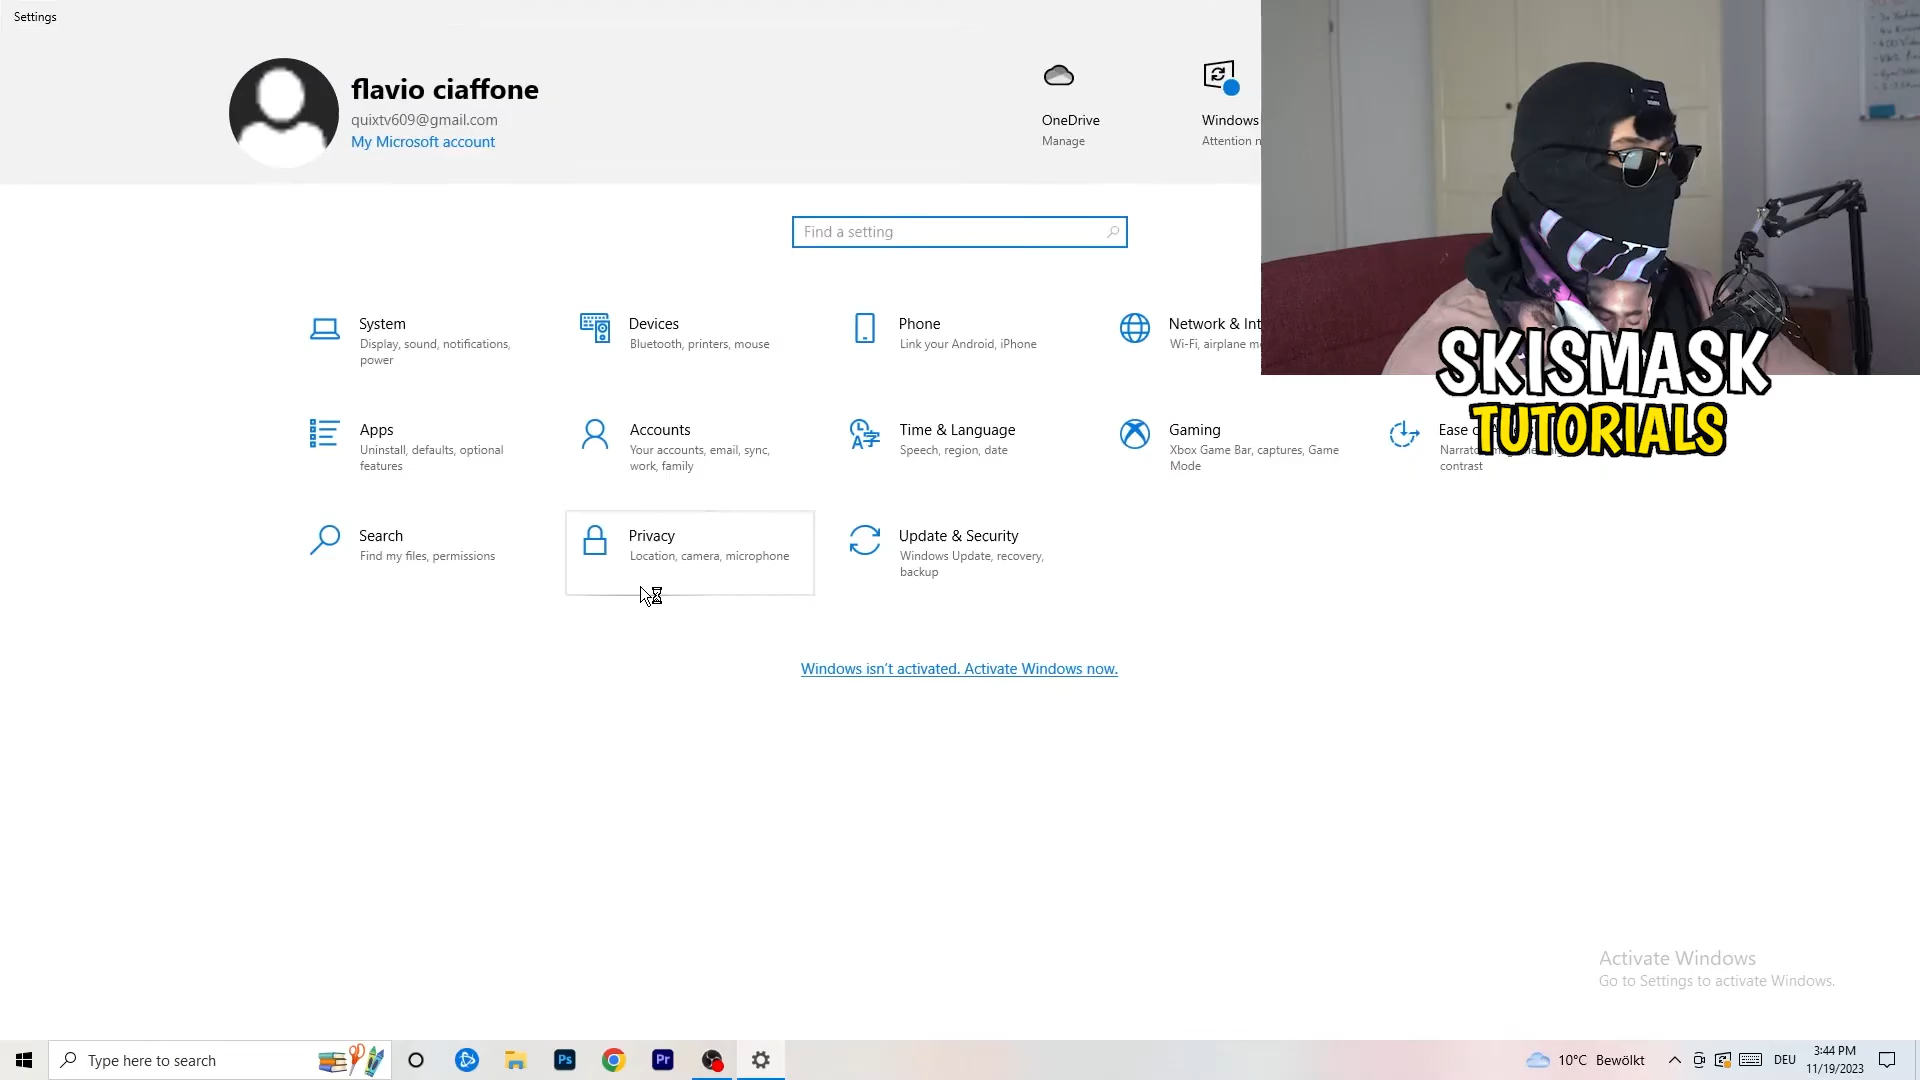 Settings
flavio ciaffone
quixtv609@gmail.com
My Microsoft account
OneDrive
Manage
Windows
Attention n
Find a setting
System
Display, sound, notifications,
power
Devices
Bluetooth, printers, mouse
Phone
Link your Android, iPhone
Network & Int
Wi-Fi, airplane m
SKISMASK
TUTORIALS
Apps
Uninstall, defaults, optional
features
Accounts
Your accounts, email, sync,
work, family
Time & Language
Speech, region, date
Gaming
Xbox Game Bar, captures, Game
Mode
Ease
contrast
Search
Find my files, permissions
Privacy
Location, camera, microphone
Update & Security
Windows Update, recovery,
backup
Windows isn't activated. Activate Windows now.
Activate Windows
Go to Settings to activate Windows.
Type here to search
Ps
Pr
10°C Bewölkt
DEU
3:44 PM
11/19/2023